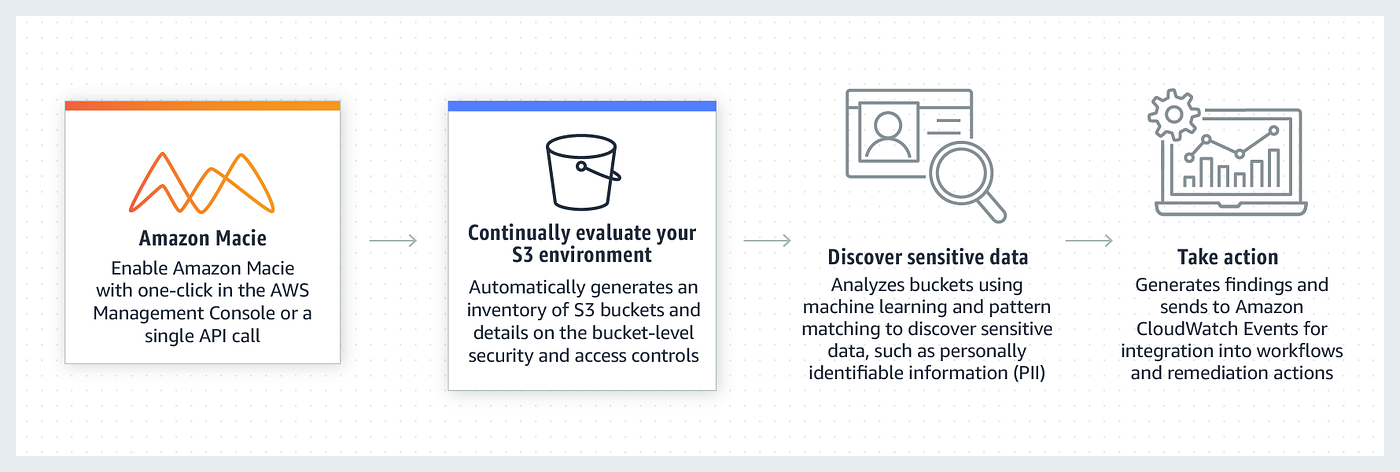 Amazon Macie
Enable Amazon Macie
with one-click in the AWS
Management Console or a
single API call
Continually evaluate your
S3 environment
Automatically generates an
inventory of S3 buckets and
details on the bucket-level
security and access controls
Discover sensitive data
Analyzes buckets using
machine learning and pattern
matching to discover sensitive
data, such as personally
identifiable information (PII)
Take action
Generates findings and
sends to Amazon
CloudWatch Events for
integration into workflows
and remediation actions